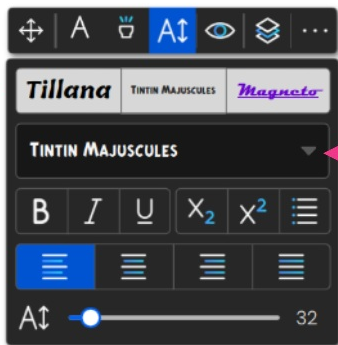 A A
Tillana Tintin Majuscules Magneto
Tintin Majuscules
B I U X₂ X²
A 32